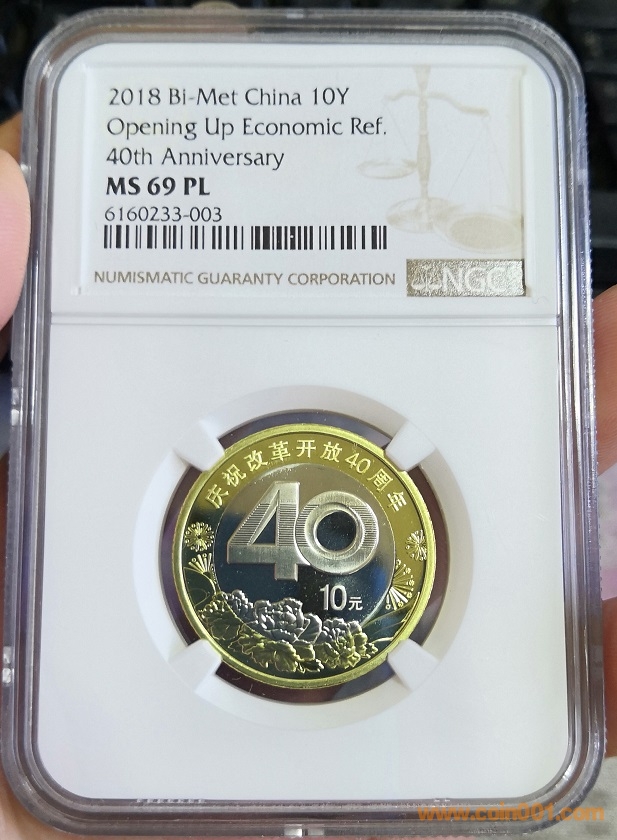 2018 Bi-Met China 10Y
Opening Up Economic Ref.
40th Anniversary
MS 69 PL
6160233-003
NUMISMATIC GUARANTY CORPORATION
NGC
庆祝改革开放40周年
40
10元
www.coin001.com